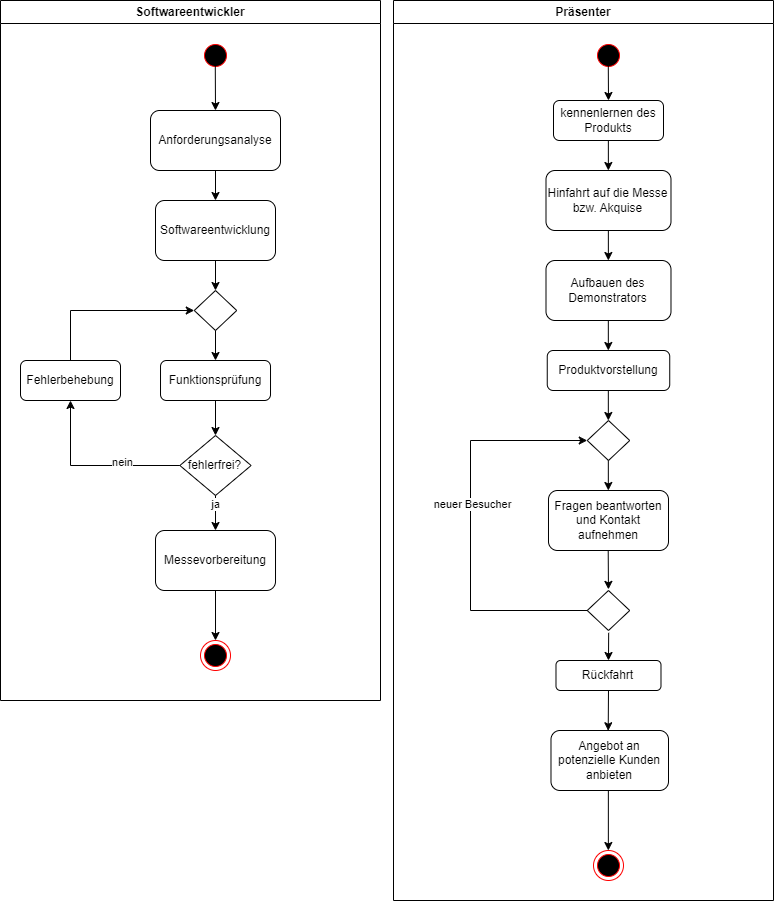 Softwareentwickler
Anforderungsanalyse
Softwareentwicklung
Fehlerbehebung
Funktionsprüfung
nein
fehlerfrei?
ja
Messevorbereitung
Präsenter
kennenlernen des
Produkts
Hinfahrt auf die Messe
bzw. Akquise
Aufbauen des
Demonstrators
Produktvorstellung
neuer Besucher
Fragen beantworten
und Kontakt
aufnehmen
Rückfahrt
Angebot an
potenzielle Kunden
anbieten